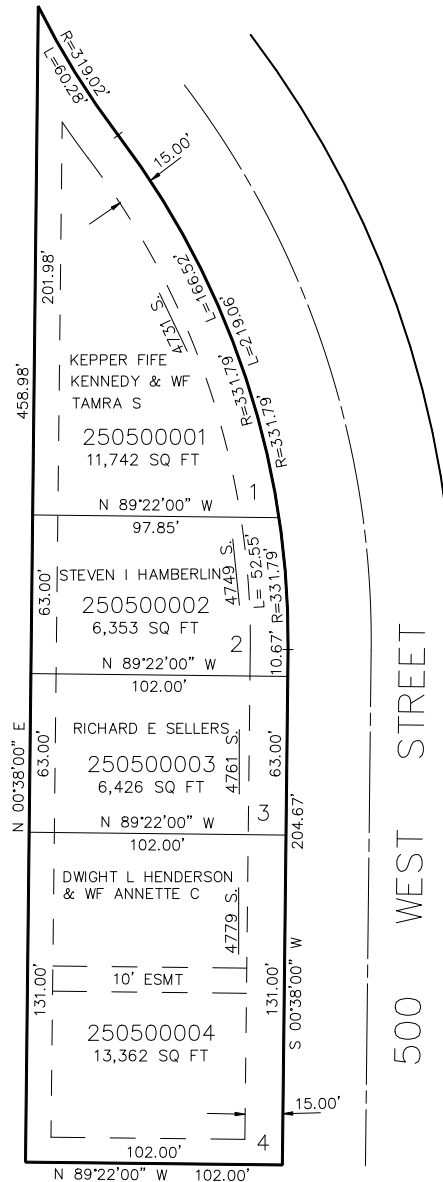 R=319.02'
L=60.28'
15.00'
201.98'
458.98'
L=166.52'
L=219.06'
R=331.79'
R=331.79'
4731 S.
KEPPER FIFE
KENNEDY & WF
TAMRA S
250500001
11,742 SQ FT
1
N 89°22'00" W
97.85'
63.00'
STEVEN I HAMBERLIN
250500002
6,353 SQ FT
4749 S.
L= 52.55'
R=331.79'
10.67'
2
N 89°22'00" W
102.00'
N 00°38'00" E
63.00'
RICHARD E SELLERS
250500003
6,426 SQ FT
4761 S.
63.00'
3
N 89°22'00" W
102.00'
204.67'
DWIGHT L HENDERSON
& WF ANNETTE C
4779 S.
10' ESMT
131.00'
131.00'
S 00°38'00" W
250500004
13,362 SQ FT
15.00'
102.00'
4
N 89°22'00" W 102.00'
500 WEST STREET